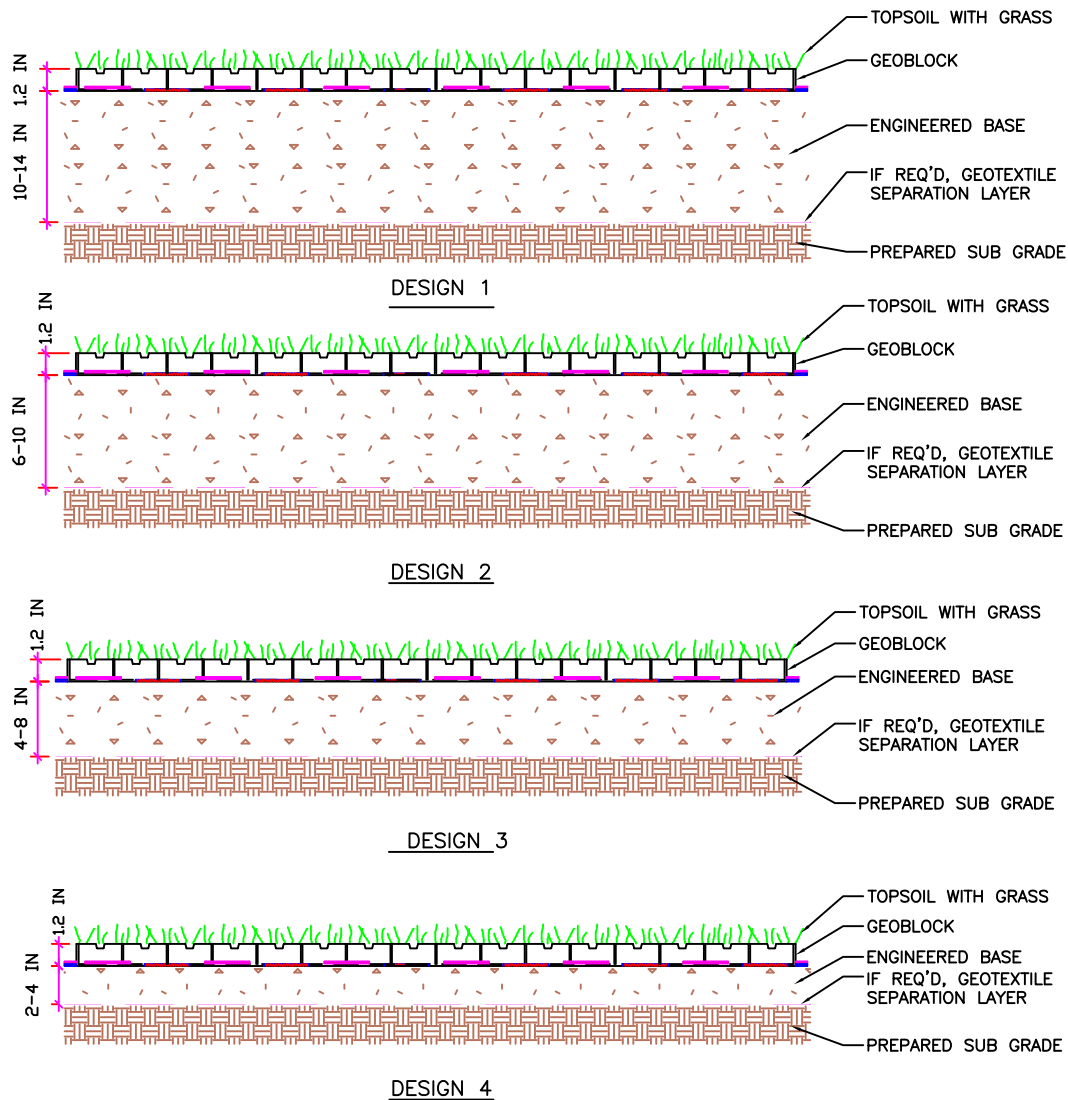 TOPSOIL WITH GRASS
1.2 IN
GEOBLOCK
10-14 IN
ENGINEERED BASE
IF REQ'D, GEOTEXTILE
SEPARATION LAYER
PREPARED SUB GRADE
DESIGN 1
TOPSOIL WITH GRASS
1.2 IN
GEOBLOCK
6-10 IN
ENGINEERED BASE
IF REQ'D, GEOTEXTILE
SEPARATION LAYER
PREPARED SUB GRADE
DESIGN 2
TOPSOIL WITH GRASS
1.2 IN
GEOBLOCK
4-8 IN
ENGINEERED BASE
IF REQ'D, GEOTEXTILE
SEPARATION LAYER
PREPARED SUB GRADE
DESIGN 3
TOPSOIL WITH GRASS
1.2 IN
GEOBLOCK
2-4 IN
ENGINEERED BASE
IF REQ'D, GEOTEXTILE
SEPARATION LAYER
PREPARED SUB GRADE
DESIGN 4